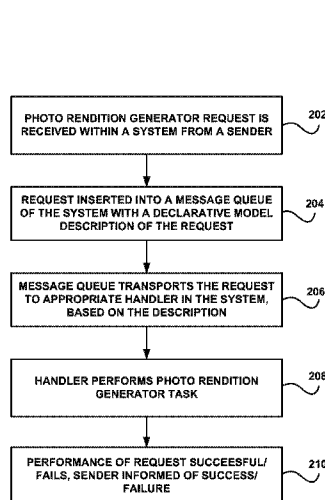 PHOTO RENDITION GENERATOR REQUEST IS
RECEIVED WITHIN A SYSTEM FROM A SENDER
202
REQUEST INSERTED INTO A MESSAGE QUEUE
OF THE SYSTEM WITH A DECLARATIVE MODEL
DESCRIPTION OF THE REQUEST
204
MESSAGE QUEUE TRANSPORTS THE REQUEST
TO APPROPRIATE HANDLER IN THE SYSTEM,
BASED ON THE DESCRIPTION
206
HANDLER PERFORMS PHOTO RENDITION
GENERATOR TASK
208
PERFORMANCE OF REQUEST SUCCEESFUL/
FAILS, SENDER INFORMED OF SUCCESS/
FAILURE
210